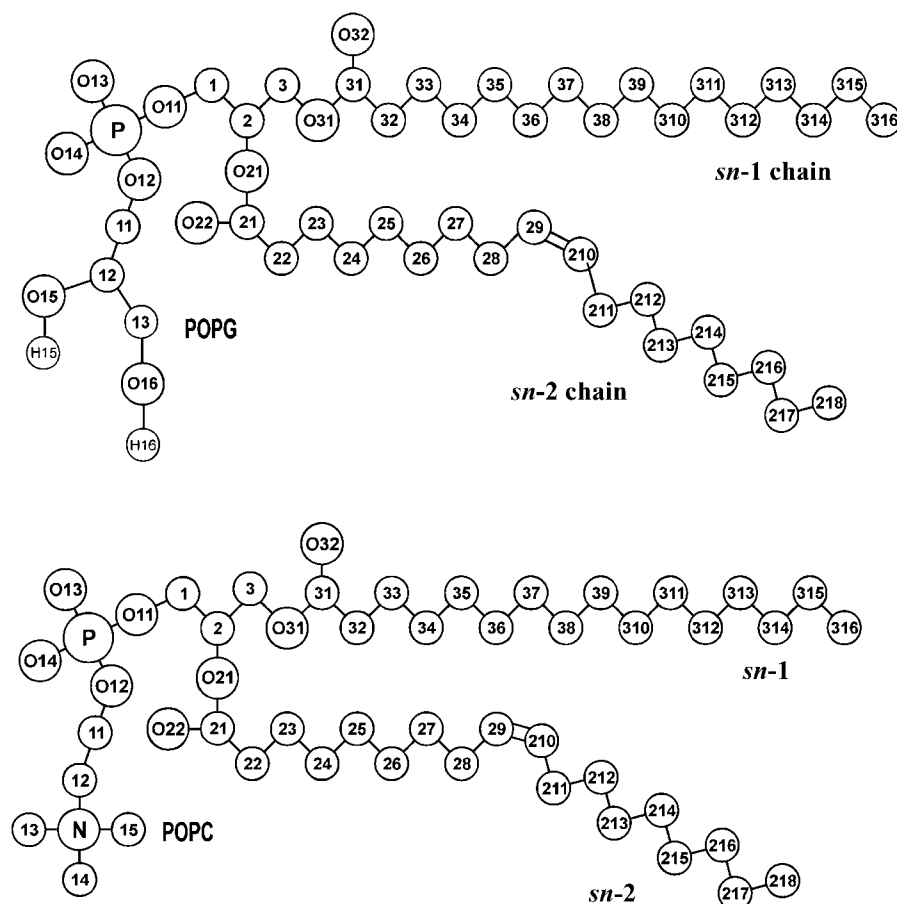 O32
O13 O11 1 3 31 33 35 37 39 311 313 315
P 2 O31 32 34 36 38 310 312 314 316
O14 O12 O21 sn-1 chain
O22 21 23 25 27 29
11 22 24 26 28 210
12
O15 13 POPG 211 212
H15 213 214
O16 sn-2 chain 215 216
H16 217 218
O32
O13 O11 1 3 31 33 35 37 39 311 313 315
P 2 O31 32 34 36 38 310 312 314 316
O14 O12 O21 sn-1
11 O22 21 23 25 27 29 210
12 22 24 26 28 211 212
13 N 15 POPC 213 214
14 215 216
sn-2 217 218